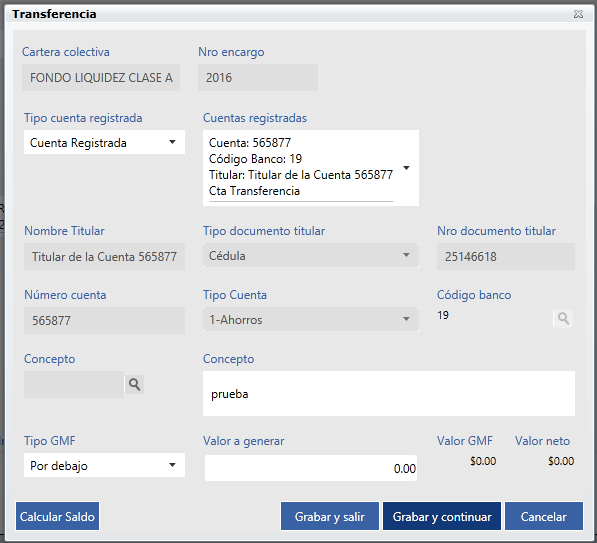 Transferencia
Cartera colectiva
Nro encargo
FONDO LIQUIDEZ CLASE A
2016
Tipo cuenta registrada
Cuentas registradas
Cuenta Registrada
Cuenta: 565877
Código Banco: 19
Titular: Titular de la Cuenta 565877
Cta Transferencia
Nombre Titular
Tipo documento titular
Nro documento titular
Titular de la Cuenta 565877
Cédula
25146618
Número cuenta
Tipo Cuenta
Código banco
565877
1-Ahorros
19
Concepto
Concepto
prueba
Tipo GMF
Valor a generar
Valor GMF
Valor neto
Por debajo
0.00
$0.00
$0.00
Calcular Saldo
Grabar y salir
Grabar y continuar
Cancelar